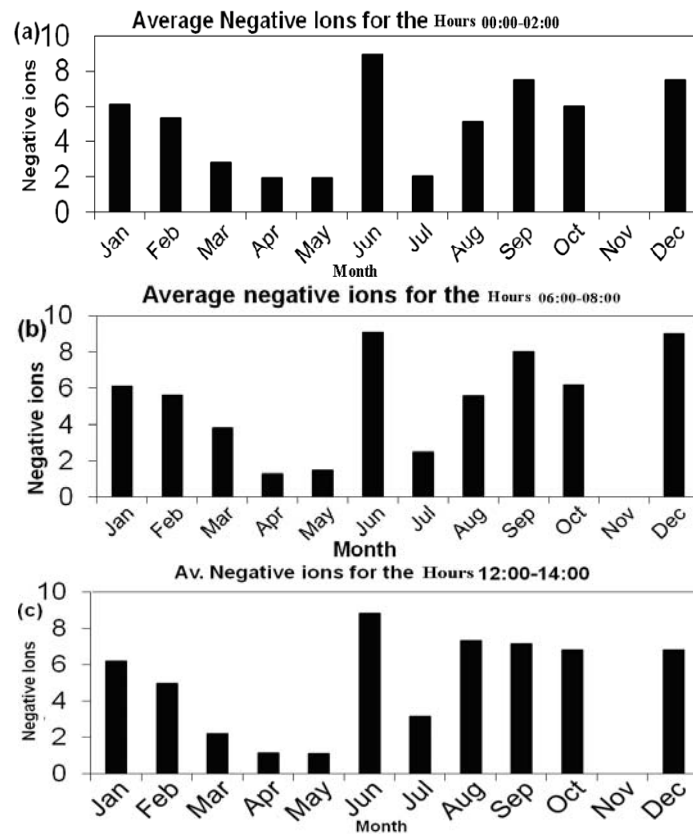 (a)
Average Negative Ions for the Hours 00:00-02:00
Negative ions
10
8
6
4
2
0
Jan Feb Mar Apr May Jun Jul Aug Sep Oct Nov Dec
Month
(b)
Average negative ions for the Hours 06:00-08:00
Negative ions
10
8
6
4
2
0
Jan Feb Mar Apr May Jun Jul Aug Sep Oct Nov Dec
Month
(c)
Av. Negative ions for the Hours 12:00-14:00
Negative Ions
10
8
6
4
2
0
Jan Feb Mar Apr May Jun Jul Aug Sep Oct Nov Dec
Month